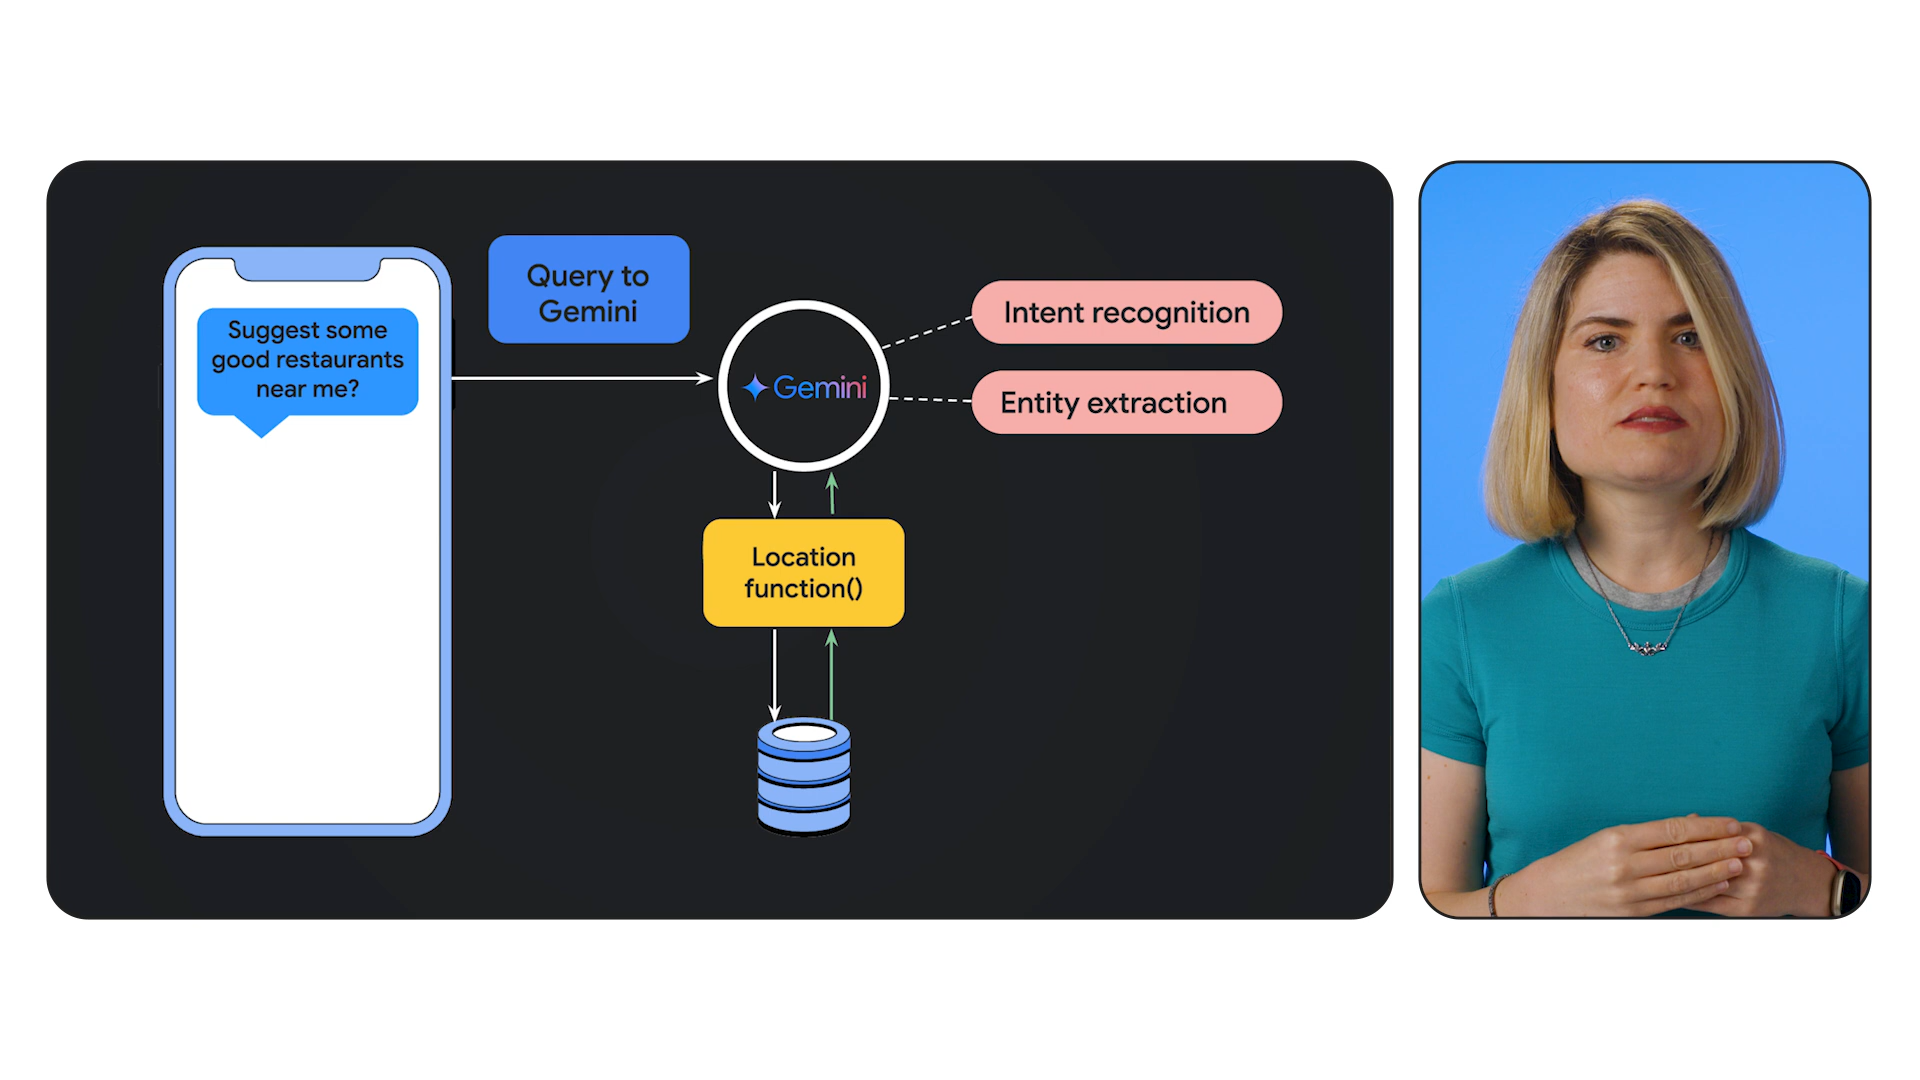 Suggest some
good restaurants
near me?
Query to
Gemini
Gemini
Intent recognition
Entity extraction
Location
function()